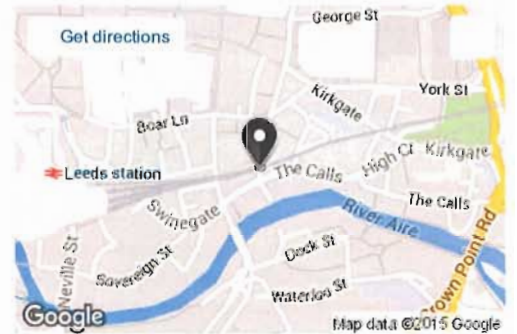 George St
Get directions
York St
Kirkgate
Boar Ln
High Ct
Kirkgate
Leeds station
The Calls
The Calls
Swinegate
River Aire
Dock St
Neville St
Sovereign St
Crown Point Rd
Waterloo St
Google
Map data ©2015 Google